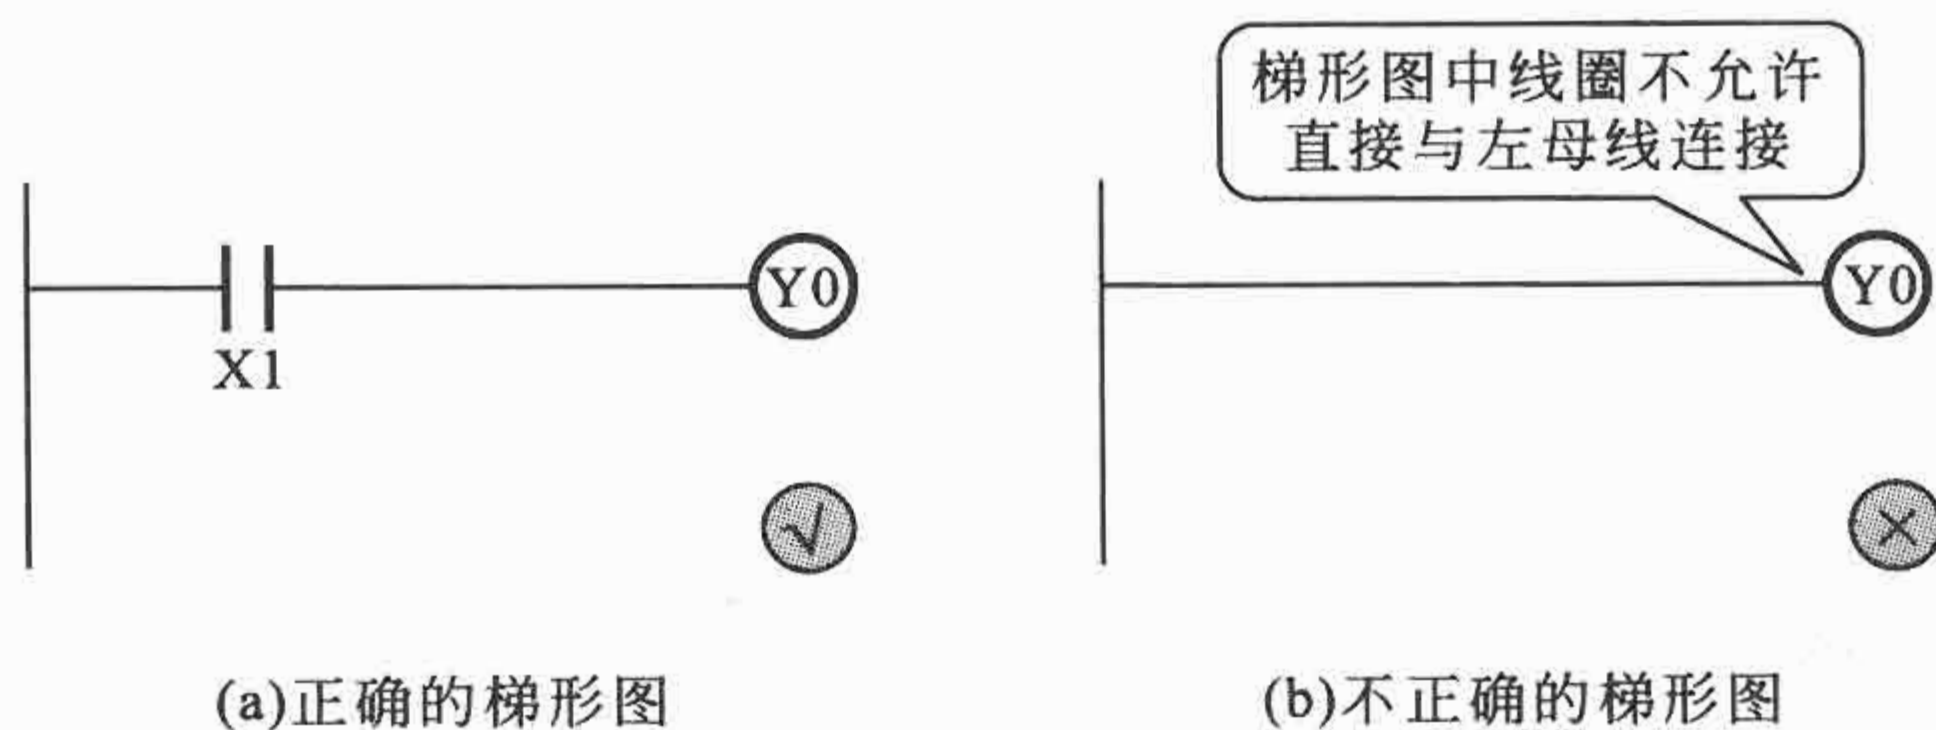 梯形图中线圈不允许
直接与左母线连接
Y0
X1
√
Y0
×
(a)正确的梯形图
(b)不正确的梯形图